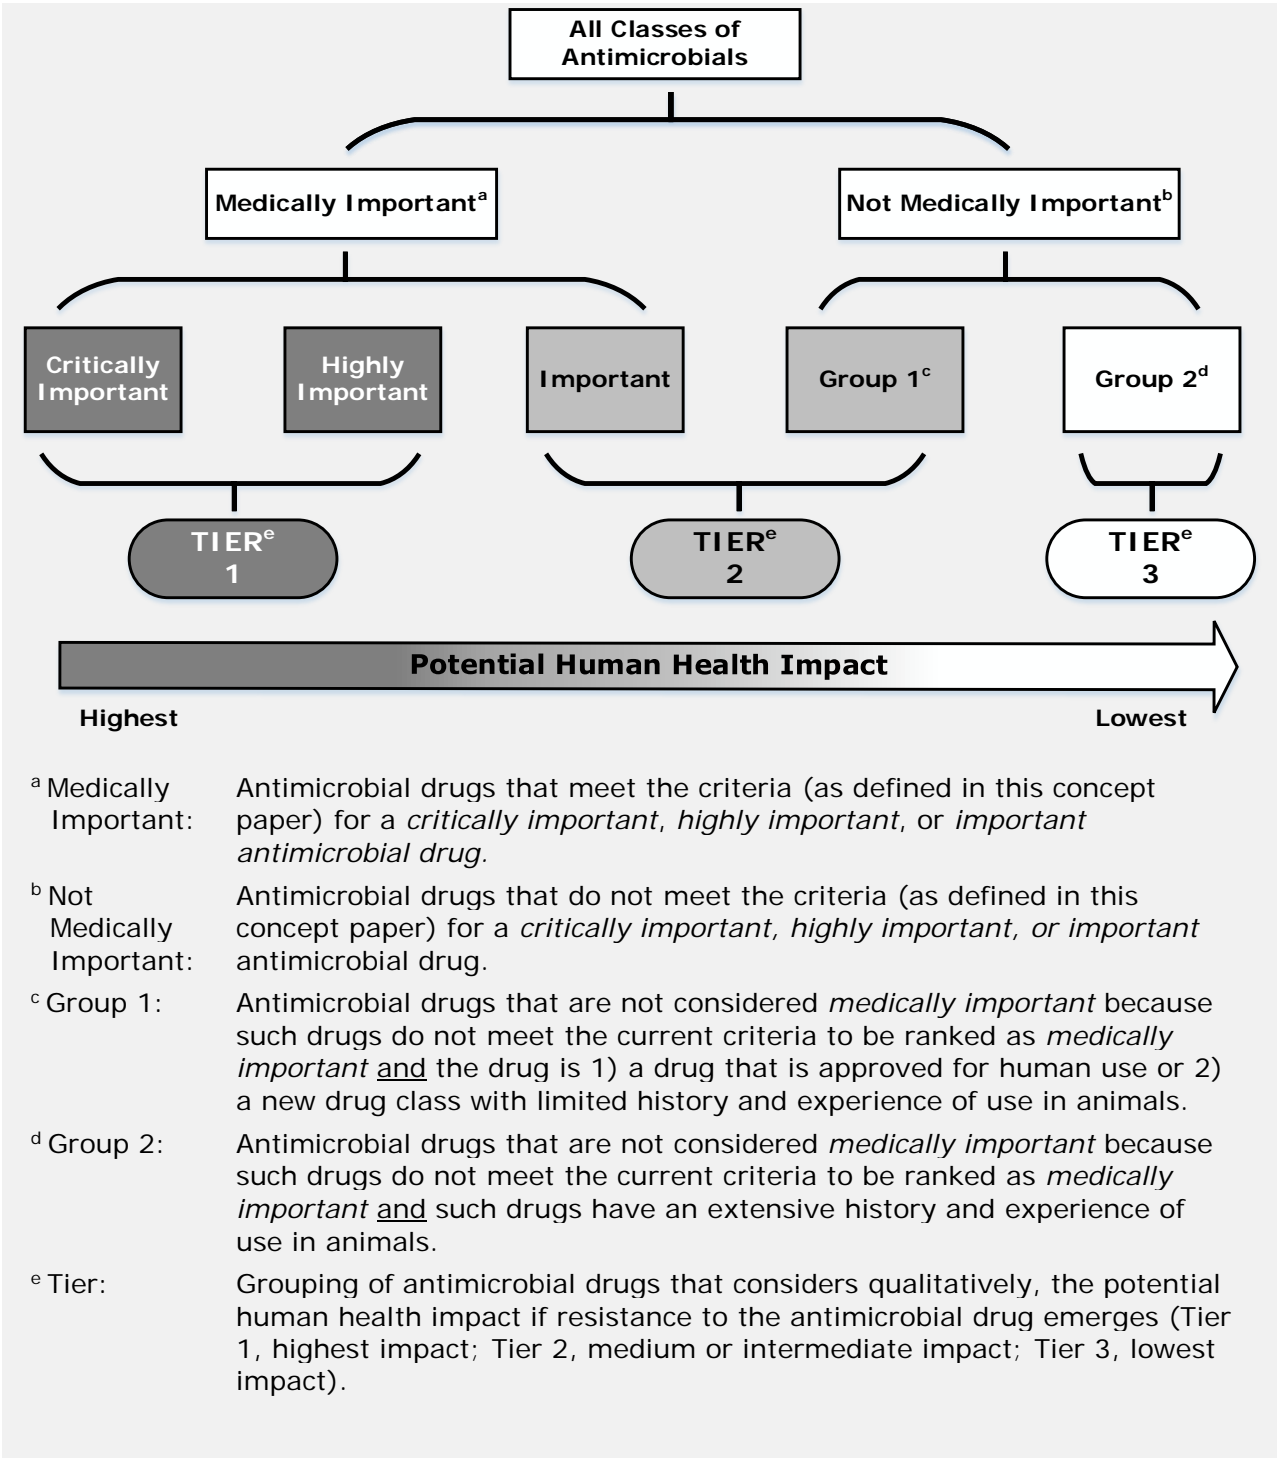 All Classes of
Antimicrobials
Medically Important^a
Not Medically Important^b
Critically
Important
Highly
Important
Important
Group 1^c
Group 2^d
TIER^e
1
TIER^e
2
TIER^e
3
Potential Human Health Impact
Highest
Lowest
^a Medically Important: Antimicrobial drugs that meet the criteria (as defined in this concept
paper) for a critically important, highly important, or important
antimicrobial drug.
^b Not Medically Important: Antimicrobial drugs that do not meet the criteria (as defined in this
concept paper) for a critically important, highly important, or important
antimicrobial drug.
^c Group 1: Antimicrobial drugs that are not considered medically important because
such drugs do not meet the current criteria to be ranked as medically
important and the drug is 1) a drug that is approved for human use or 2)
a new drug class with limited history and experience of use in animals.
^d Group 2: Antimicrobial drugs that are not considered medically important because
such drugs do not meet the current criteria to be ranked as medically
important and such drugs have an extensive history and experience of
use in animals.
^e Tier: Grouping of antimicrobial drugs that considers qualitatively, the potential
human health impact if resistance to the antimicrobial drug emerges (Tier
1, highest impact; Tier 2, medium or intermediate impact; Tier 3, lowest
impact).